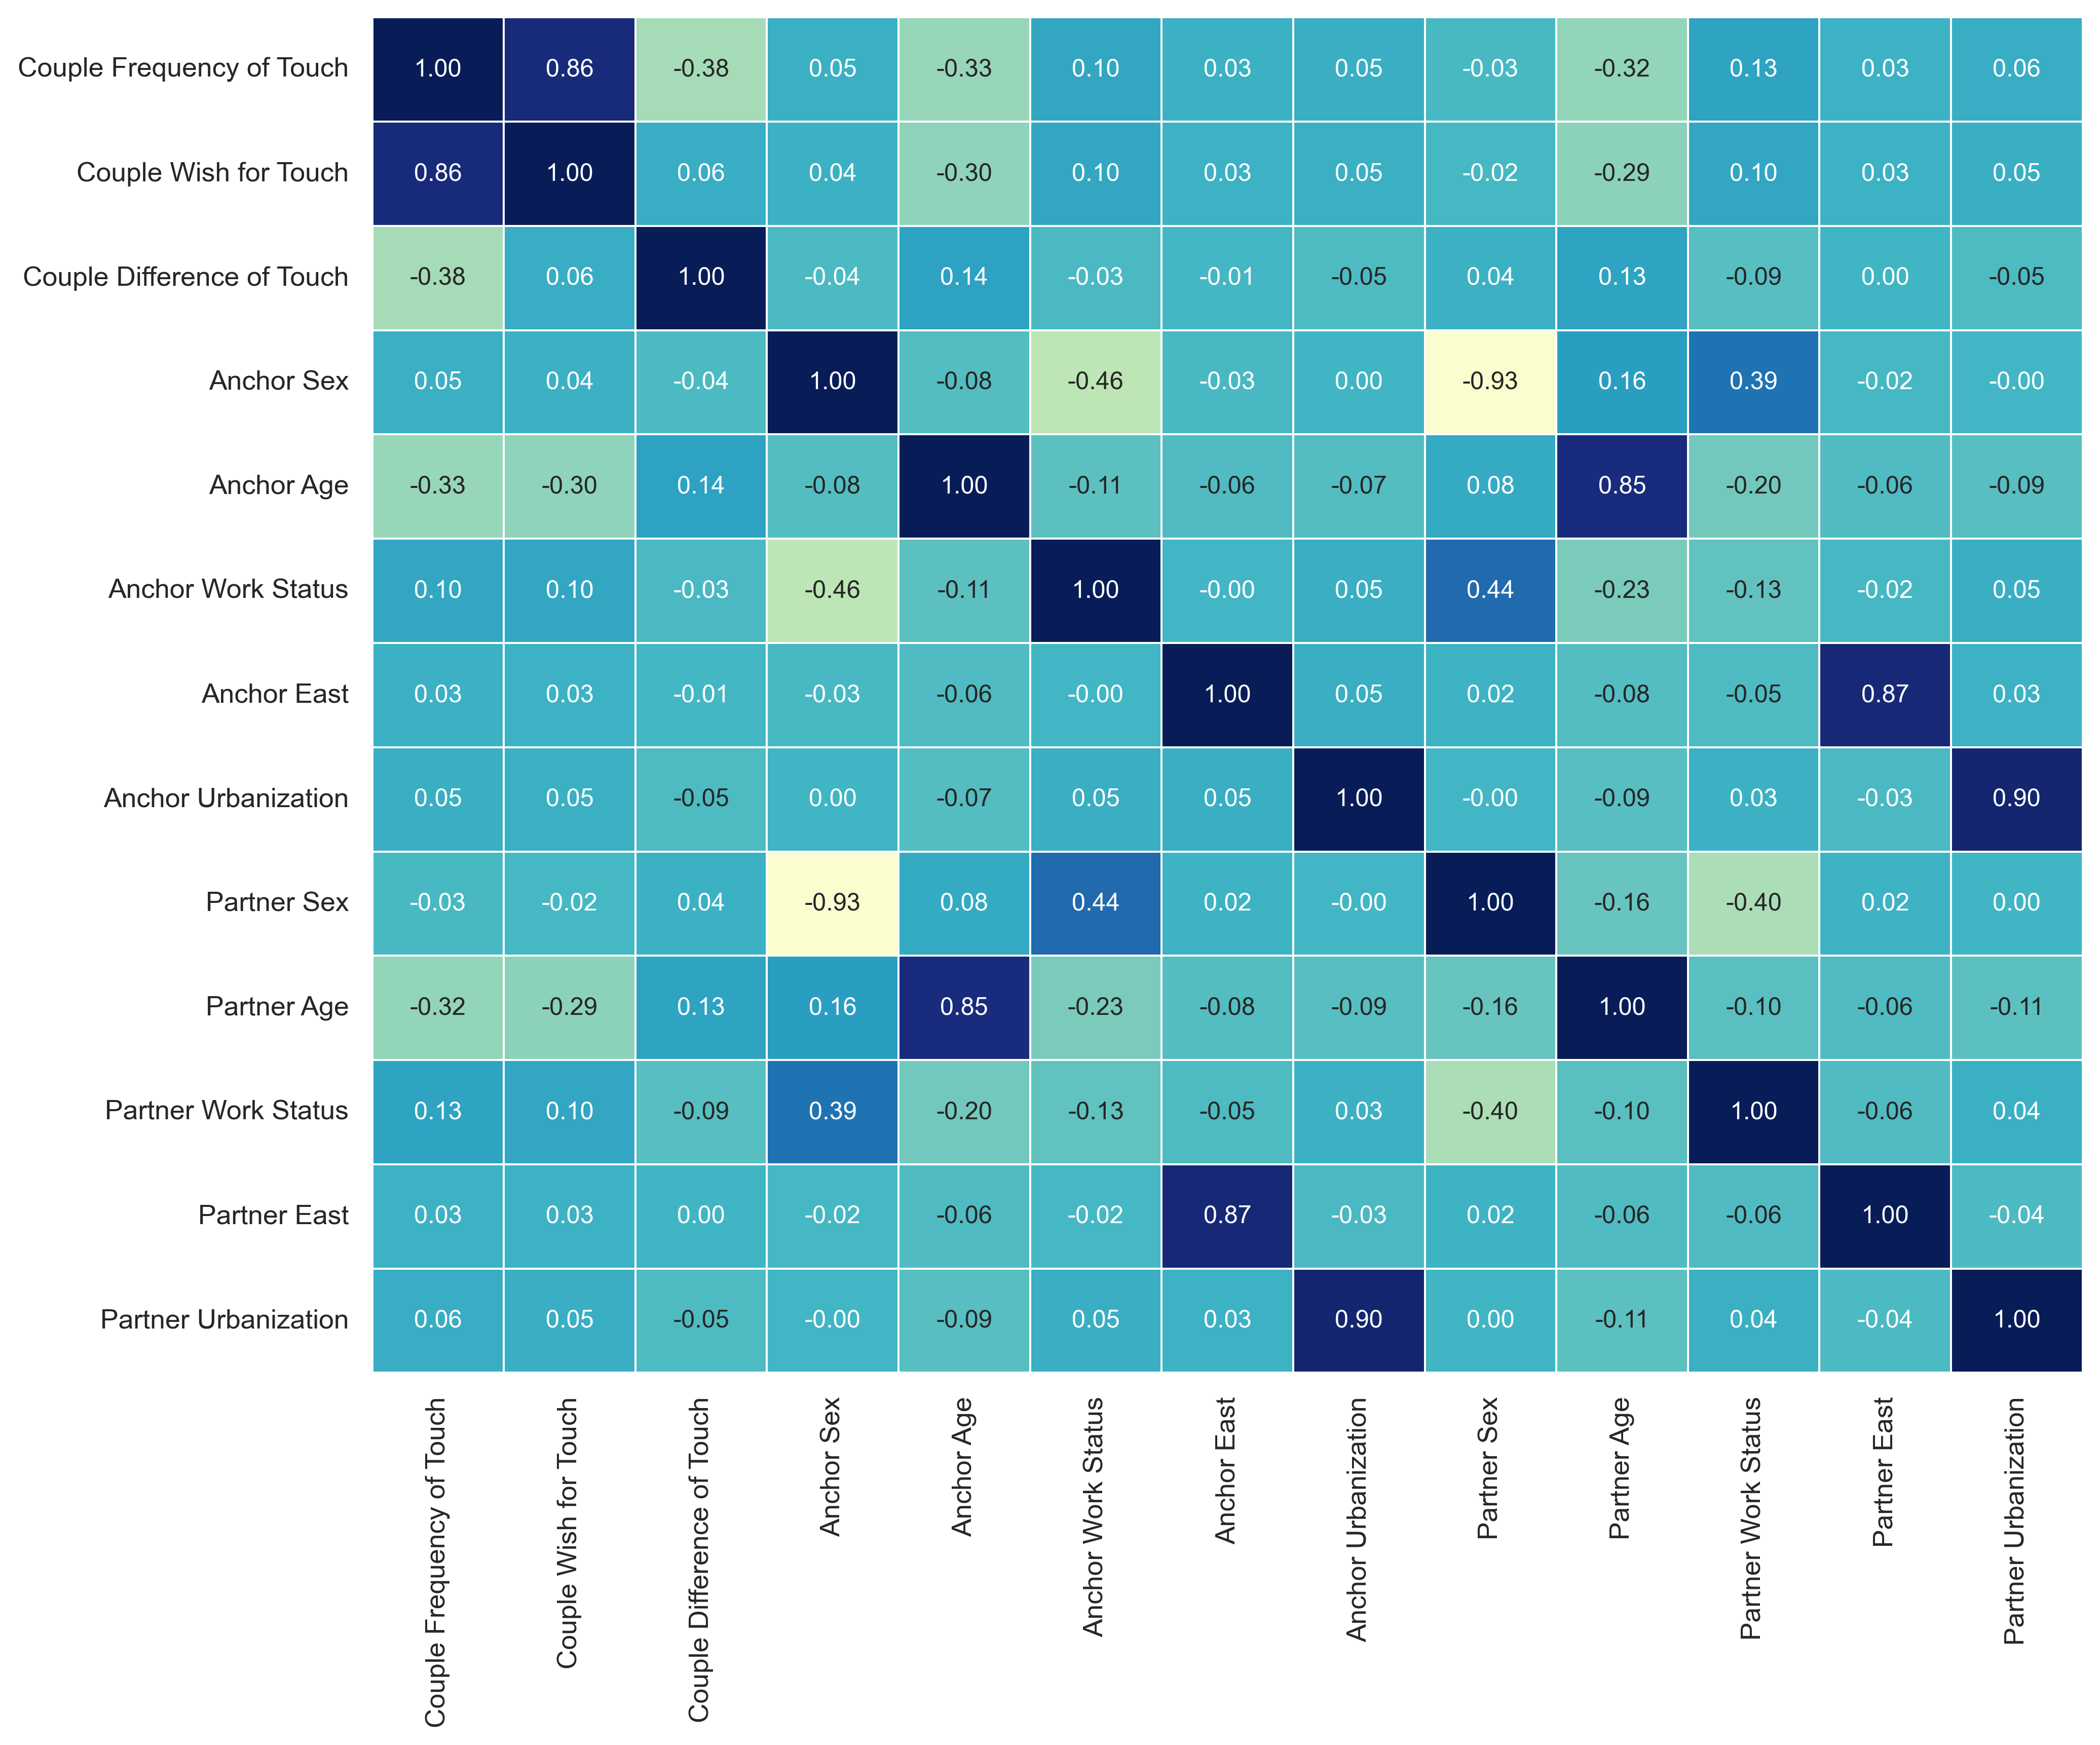 Couple Frequency of Touch 1.00 0.86 -0.38 0.05 -0.33 0.10 0.03 0.05 -0.03 -0.32 0.13 0.03 0.06
Couple Wish for Touch 0.86 1.00 0.06 0.04 -0.30 0.10 0.03 0.05 -0.02 -0.29 0.10 0.03 0.05
Couple Difference of Touch -0.38 0.06 1.00 -0.04 0.14 -0.03 -0.01 -0.05 0.04 0.13 -0.09 0.00 -0.05
Anchor Sex 0.05 0.04 -0.04 1.00 -0.08 -0.46 -0.03 0.00 -0.93 0.16 0.39 -0.02 -0.00
Anchor Age -0.33 -0.30 0.14 -0.08 1.00 -0.11 -0.06 -0.07 0.08 0.85 -0.20 -0.06 -0.09
Anchor Work Status 0.10 0.10 -0.03 -0.46 -0.11 1.00 -0.00 0.05 0.44 -0.23 -0.13 -0.02 0.05
Anchor East 0.03 0.03 -0.01 -0.03 -0.06 -0.00 1.00 0.05 0.02 -0.08 -0.05 0.87 0.03
Anchor Urbanization 0.05 0.05 -0.05 0.00 -0.07 0.05 0.05 1.00 -0.00 -0.09 0.03 -0.03 0.90
Partner Sex -0.03 -0.02 0.04 -0.93 0.08 0.44 0.02 -0.00 1.00 -0.16 -0.40 0.02 0.00
Partner Age -0.32 -0.29 0.13 0.16 0.85 -0.23 -0.08 -0.09 -0.16 1.00 -0.10 -0.06 -0.11
Partner Work Status 0.13 0.10 -0.09 0.39 -0.20 -0.13 -0.05 0.03 -0.40 -0.10 1.00 -0.06 0.04
Partner East 0.03 0.03 0.00 -0.02 -0.06 -0.02 0.87 -0.03 0.02 -0.06 -0.06 1.00 -0.04
Partner Urbanization 0.06 0.05 -0.05 -0.00 -0.09 0.05 0.03 0.90 0.00 -0.11 0.04 -0.04 1.00
Couple Frequency of Touch
Couple Wish for Touch
Couple Difference of Touch
Anchor Sex
Anchor Age
Anchor Work Status
Anchor East
Anchor Urbanization
Partner Sex
Partner Age
Partner Work Status
Partner East
Partner Urbanization